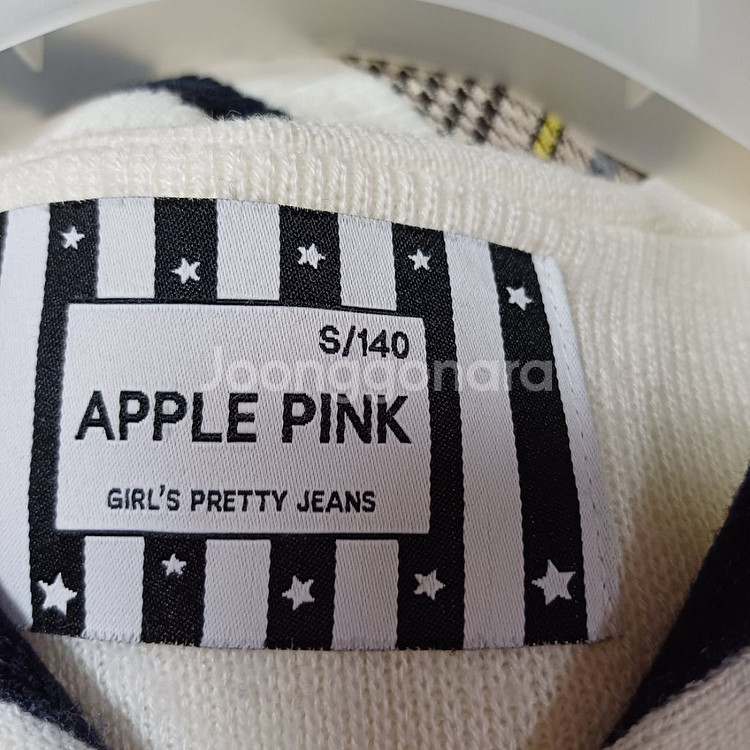 S/140
Joonggonara
APPLE PINK
GIRL'S PRETTY JEANS